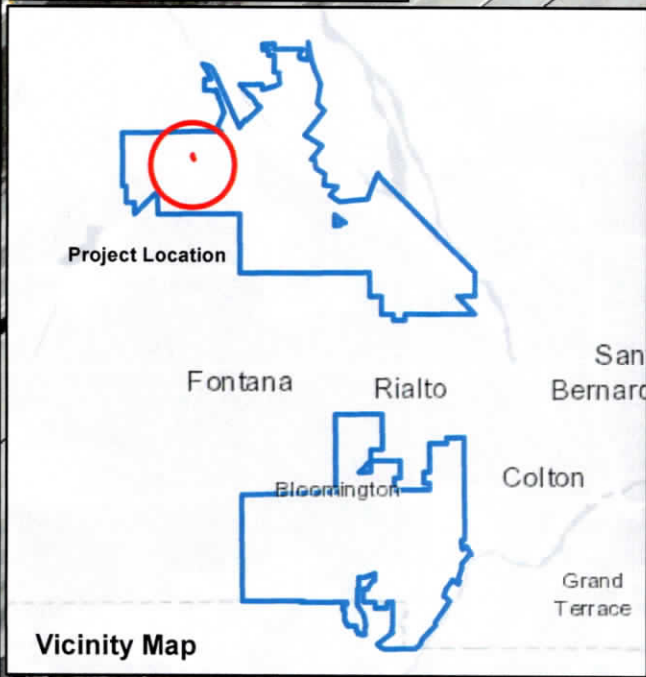 Project Location
Fontana
Rialto
San
Bernard
Bloomington
Colton
Grand
Terrace
Vicinity Map